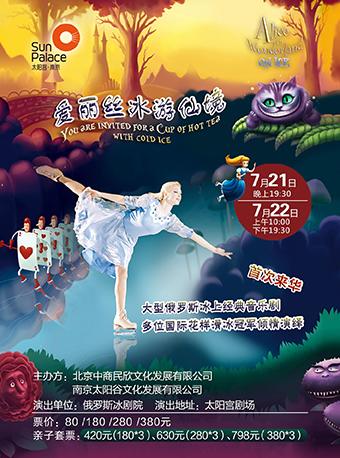 Sun
Palace
太阳宫·南京
Alice
in
Wonderland
ON ICE
爱丽丝冰游仙境
YOU ARE INVITED FOR A CUP OF HOT TEA
WITH COLD ICE
7月21日
晚上19:30
7月22日
上午10:00
下午19:30
首次来华
大型俄罗斯冰上经典音乐剧
多位国际花样滑冰冠军倾情演绎
主办方：北京中商民欣文化发展有限公司
南京太阳谷文化发展有限公司
演出单位：俄罗斯冰剧院 演出地址：太阳宫剧场
票价：80/180/280/380元
亲子套票：420元(180*3)、630元(280*3)、798元(380*3)